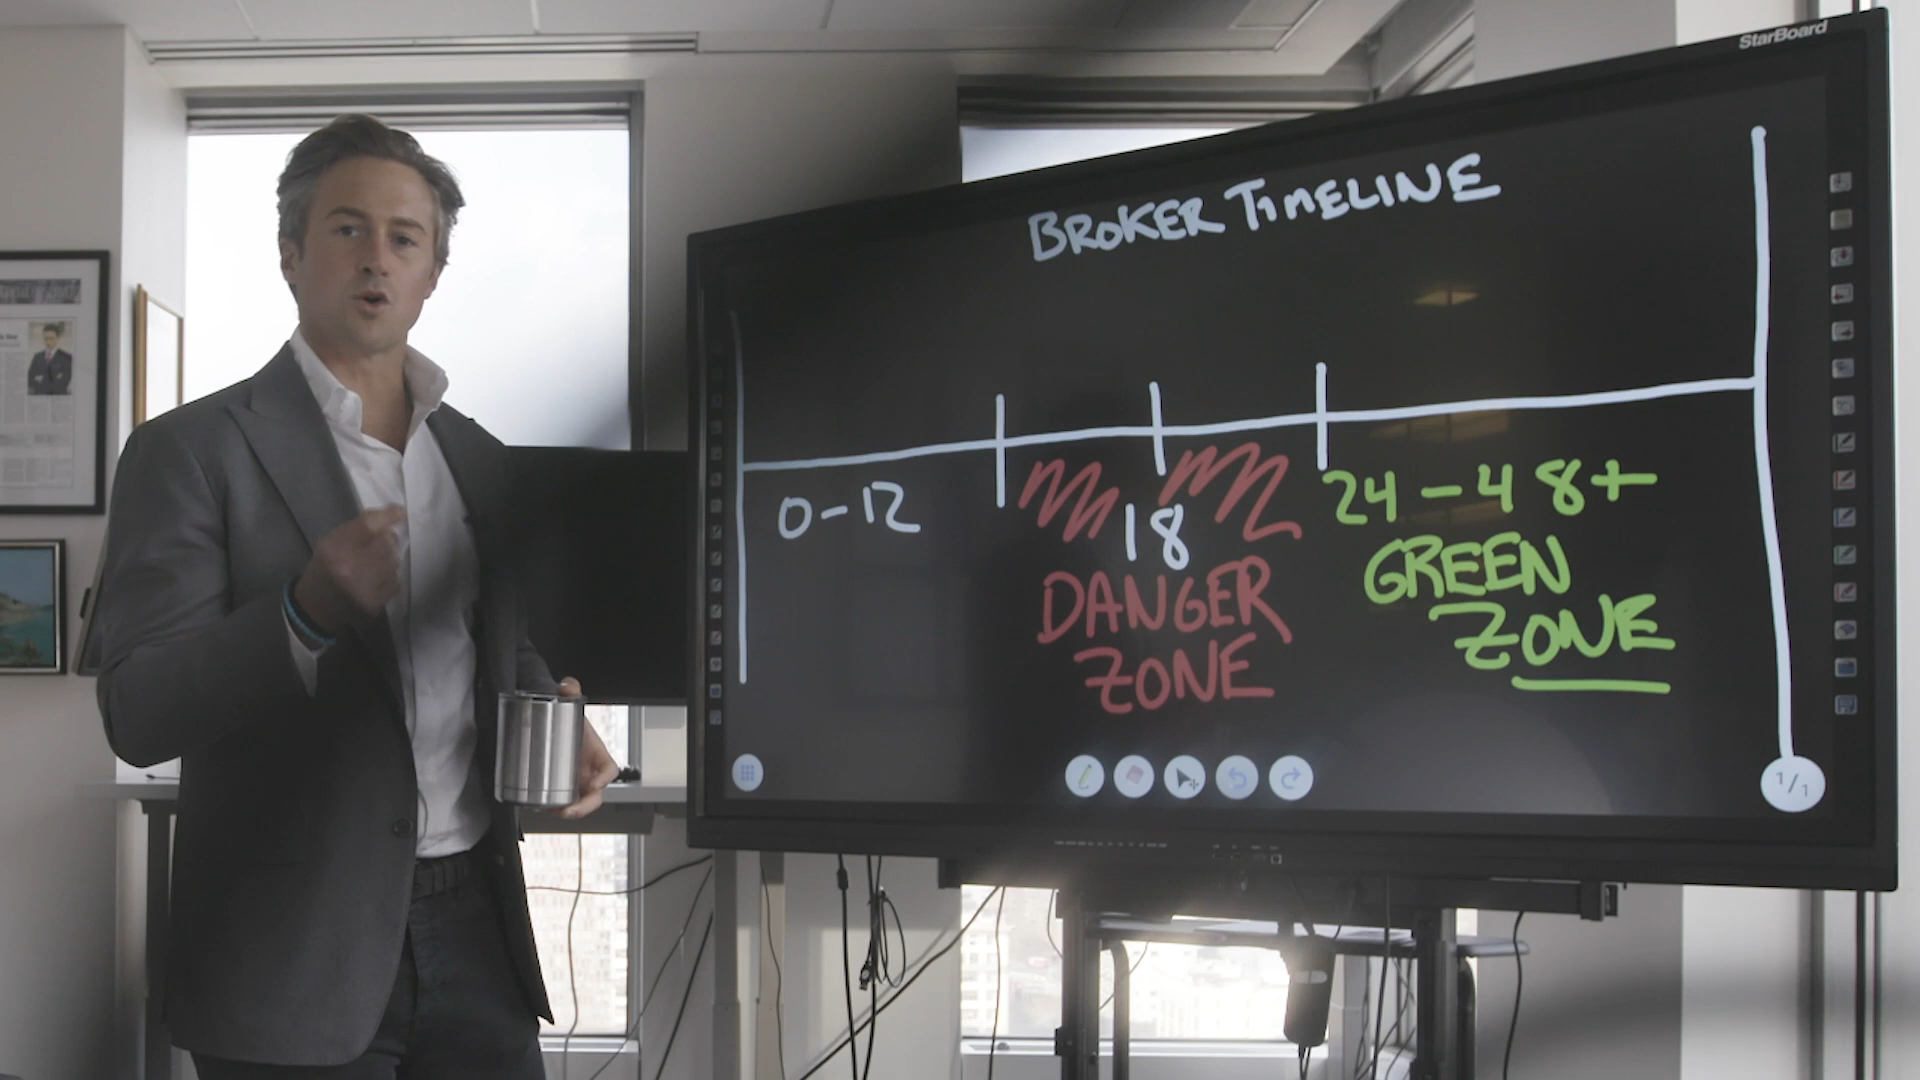 StarBoard
BROKER TIMELINE
0-12
18
24-48+
DANGER
ZONE
GREEN
ZONE
1/1